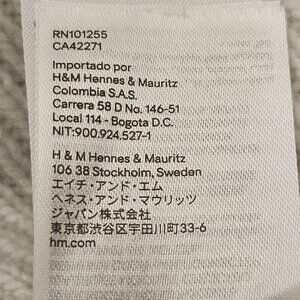 RN101255
CA42271
Importado por
H&M Hennes & Mauritz
Colombia S.A.S.
Carrera 58 D No. 146-51
Local 114 - Bogota D.C.
NIT:900.924.527-1
H & M Hennes & Mauritz
106 38 Stockholm, Sweden
エイチ・アンド・エム
ヘネス・アンド・マウリッツ
ジャパン株式会社
東京都渋谷区宇田川町33-6
hm.com